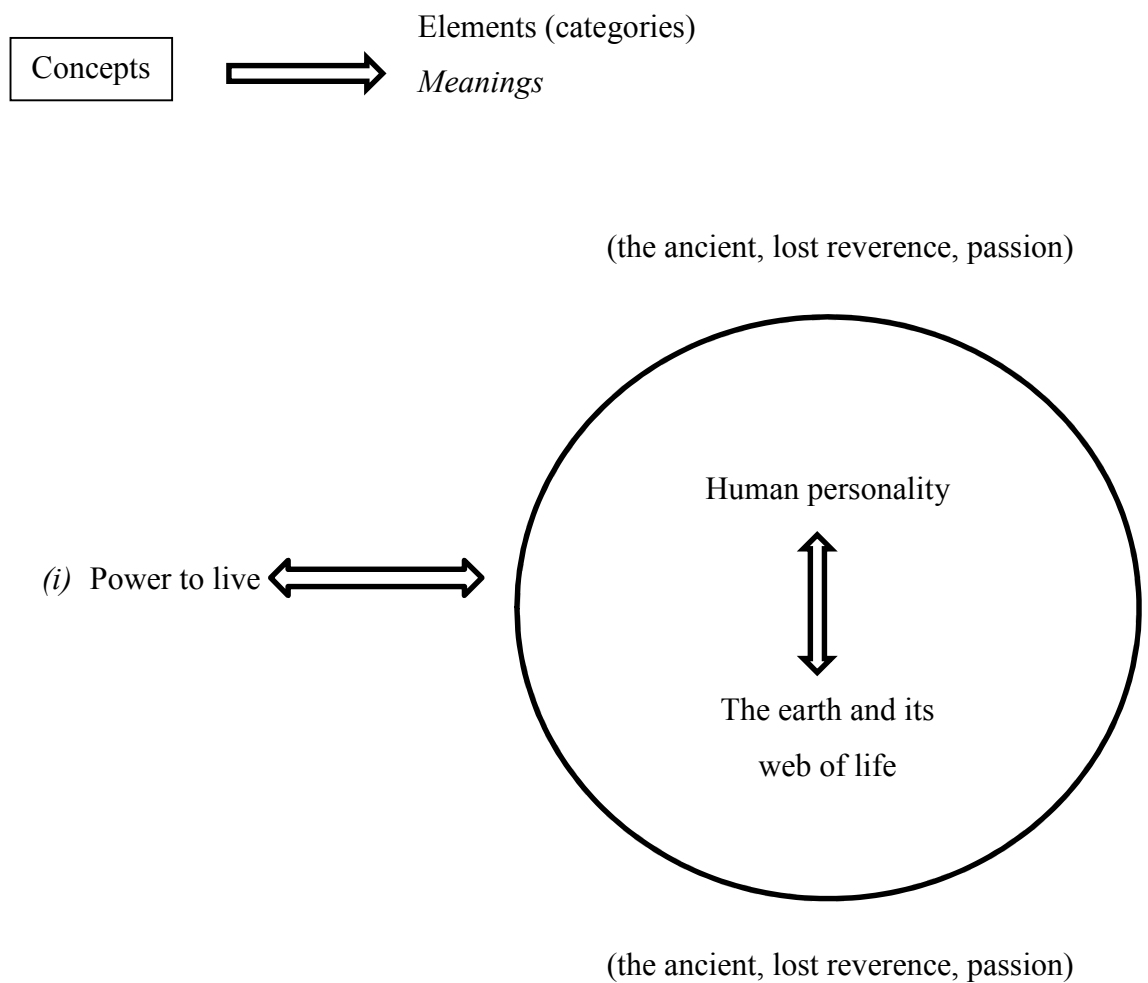 Elements (categories)
Concepts
Meanings
(the ancient, lost reverence, passion)
Human personality
(i) Power to live
The earth and its
web of life
(the ancient, lost reverence, passion)